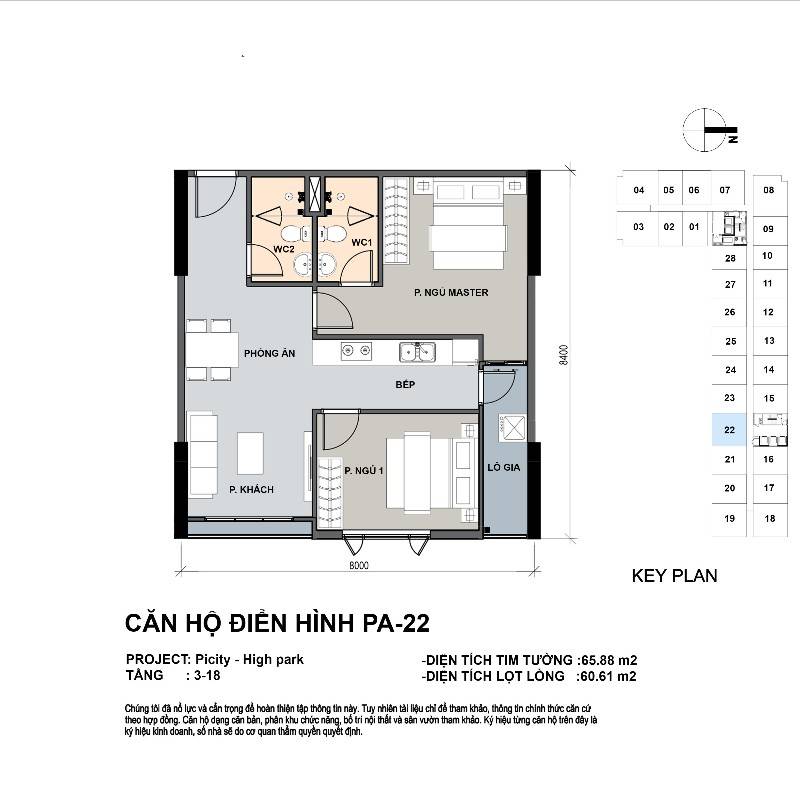 N
04 05 06 07 08
03 02 01 09
28 10
27 11
26 12
25 13
24 14
23 15
22
21 16
20 17
19 18
KEY PLAN
WC2
WC1
P. NGỦ MASTER
PHÒNG ĂN
BẾP
P. KHÁCH
P. NGỦ 1
LÔ GIA
8400
8000
CĂN HỘ ĐIỂN HÌNH PA-22
PROJECT: Picity - High park
TẦNG : 3-18
-DIỆN TÍCH TIM TƯỜNG :65.88 m2
-DIỆN TÍCH LỌT LÒNG :60.61 m2
Chúng tôi đã nổ lực và cẩn trọng để hoàn thiện tập thông tin này. Tuy nhiên tài liệu chỉ để tham khảo, thông tin chính thức căn cứ
theo hợp đồng. Căn hộ dạng căn bản, phân khu chức năng, bố trí nội thất và sân vườn tham khảo. Ký hiệu từng căn hộ trên đây là
ký hiệu kinh doanh, số nhà sẽ do cơ quan thẩm quyền quyết định.